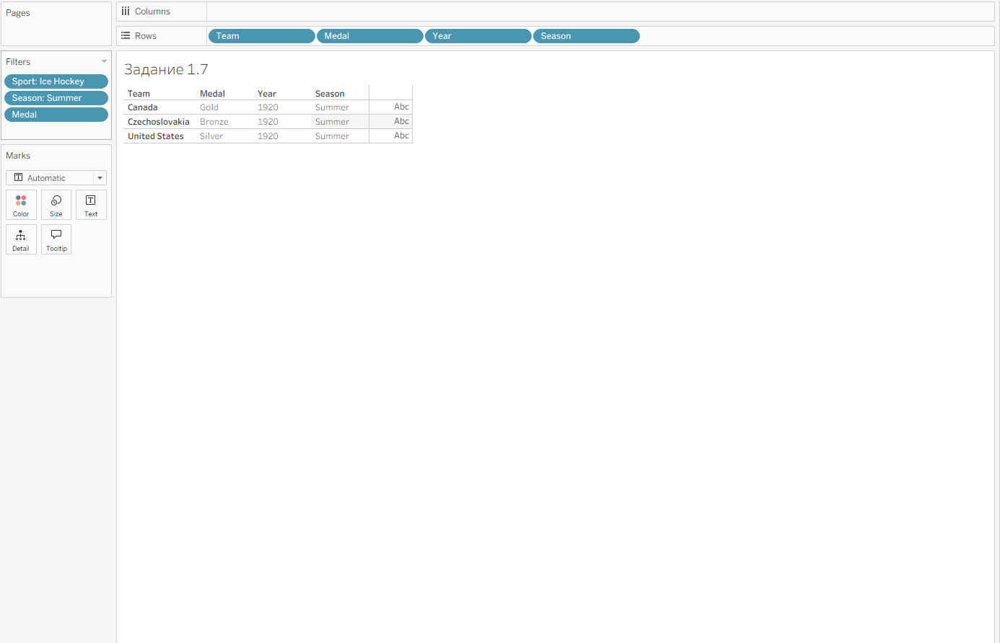 Pages
Columns
Rows Team Medal Year Season
Filters
Sport: Ice Hockey
Season: Summer
Medal
Marks
Automatic
Color Size Text
Detail Tooltip
Задание 1.7
Team Medal Year Season
Canada Gold 1920 Summer Abc
Czechoslovakia Bronze 1920 Summer Abc
United States Silver 1920 Summer Abc